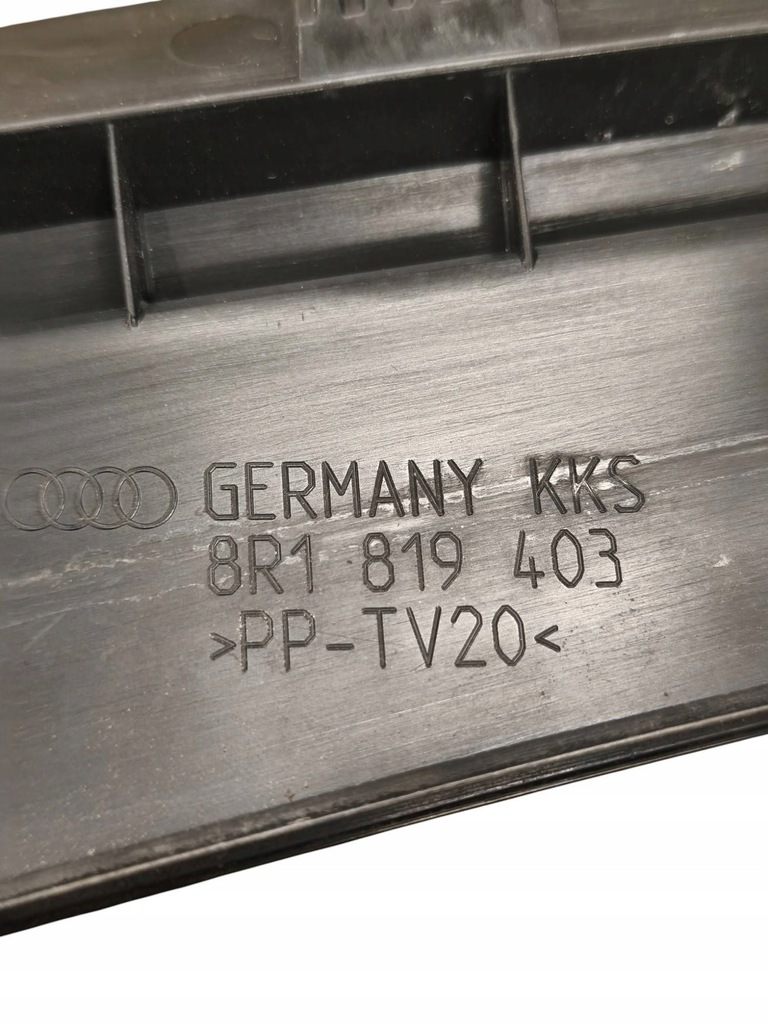 GERMANY KKS
8R1 819 403
>PP-TV20<